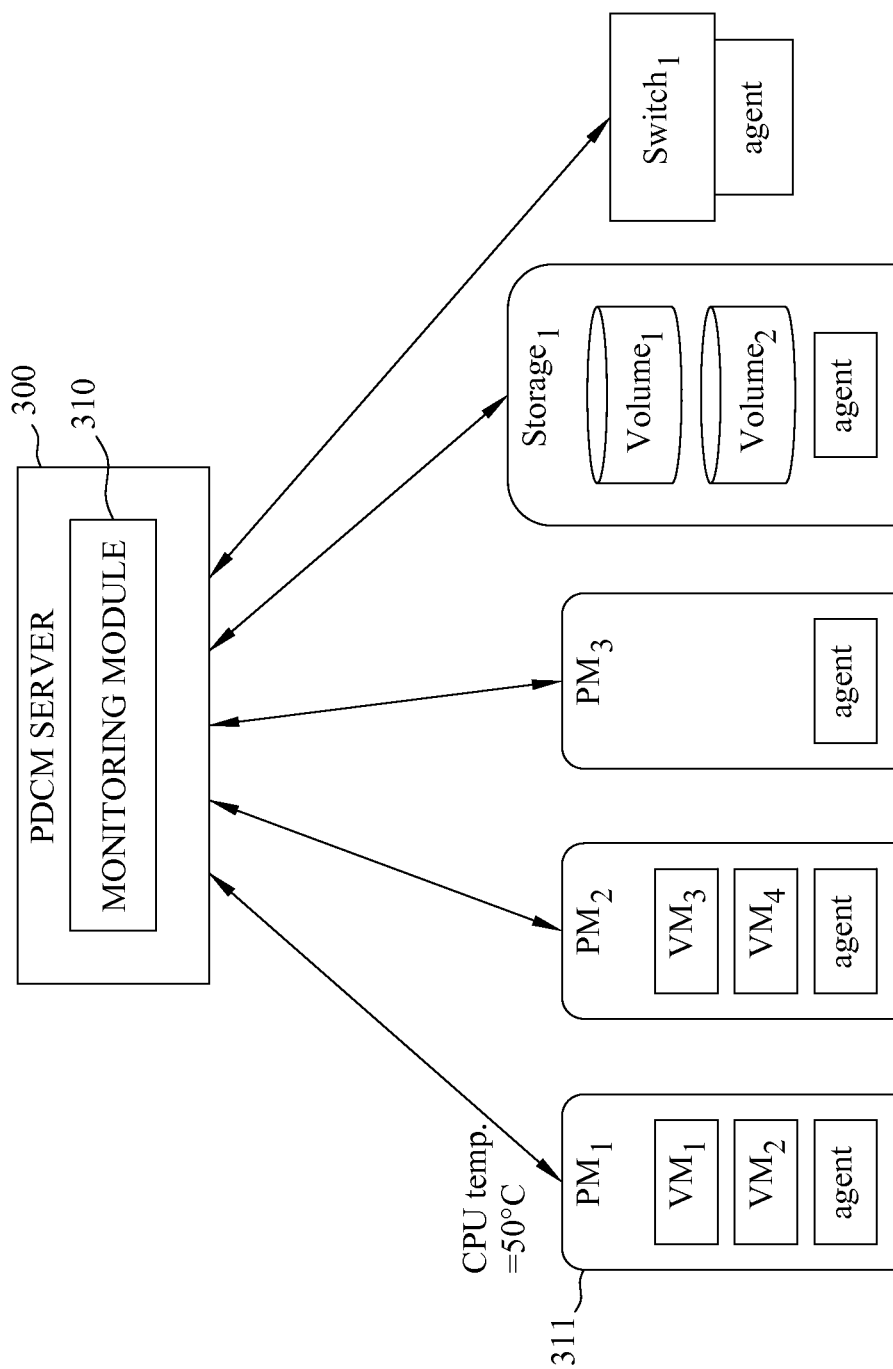 PDCM SERVER
300
MONITORING MODULE
310
CPU temp.
=50°C
311
PM₁
VM₁
VM₂
agent
PM₂
VM₃
VM₄
agent
PM₃
agent
Storage₁
Volume₁
Volume₂
agent
Switch₁
agent